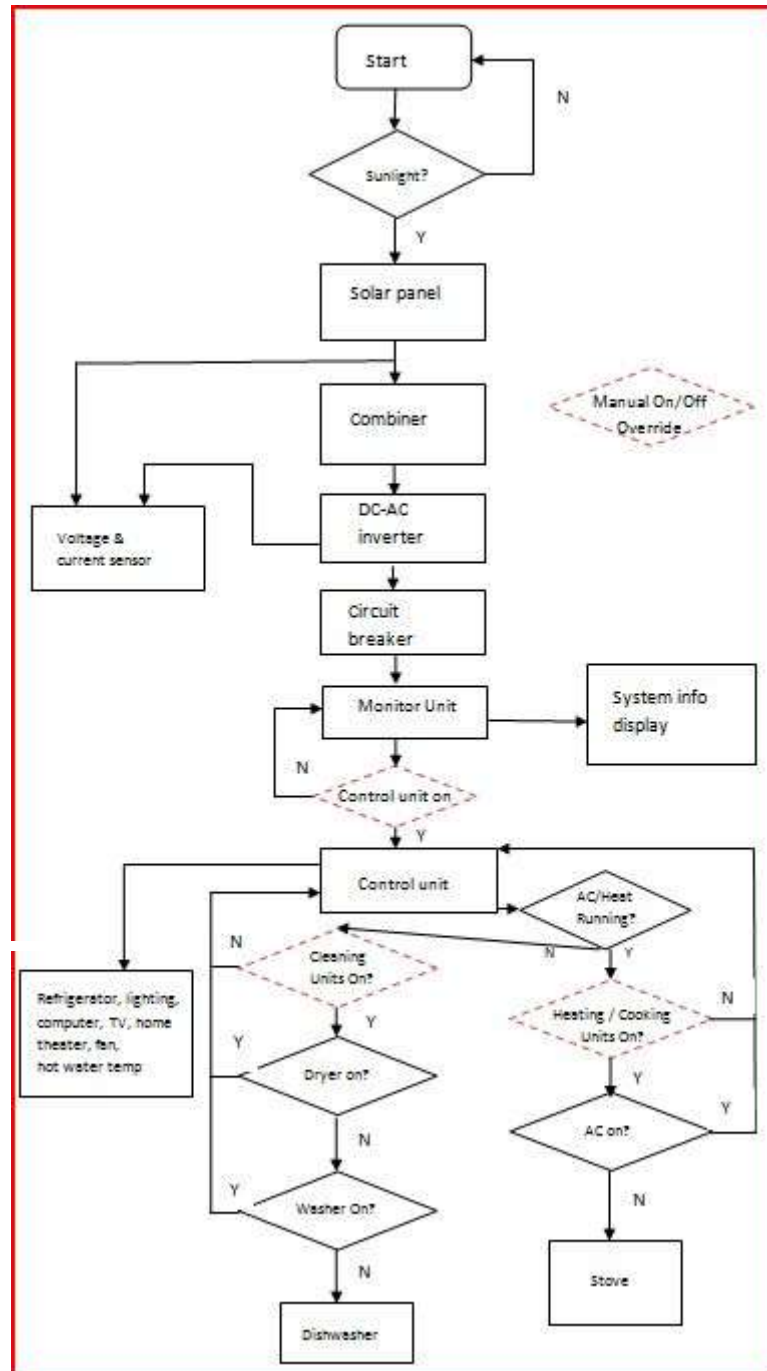 Start
N
Sunlight?
Y
Solar panel
Combiner
Manual On/Off
Override
DC-AC
inverter
Voltage &
current sensor
Circuit
breaker
Monitor Unit
System info
display
N
Control unit on
Y
Control unit
AC/Heat
Running?
N
Y
N
Cleaning
Units On?
Y
Refrigerator, lighting,
computer, TV, home
theater, fan,
hot water temp
Heating / Cooking
Units On?
N
Y
Y
Dryer on?
N
AC on?
Y
N
Y
Washer On?
N
Stove
Dishwasher